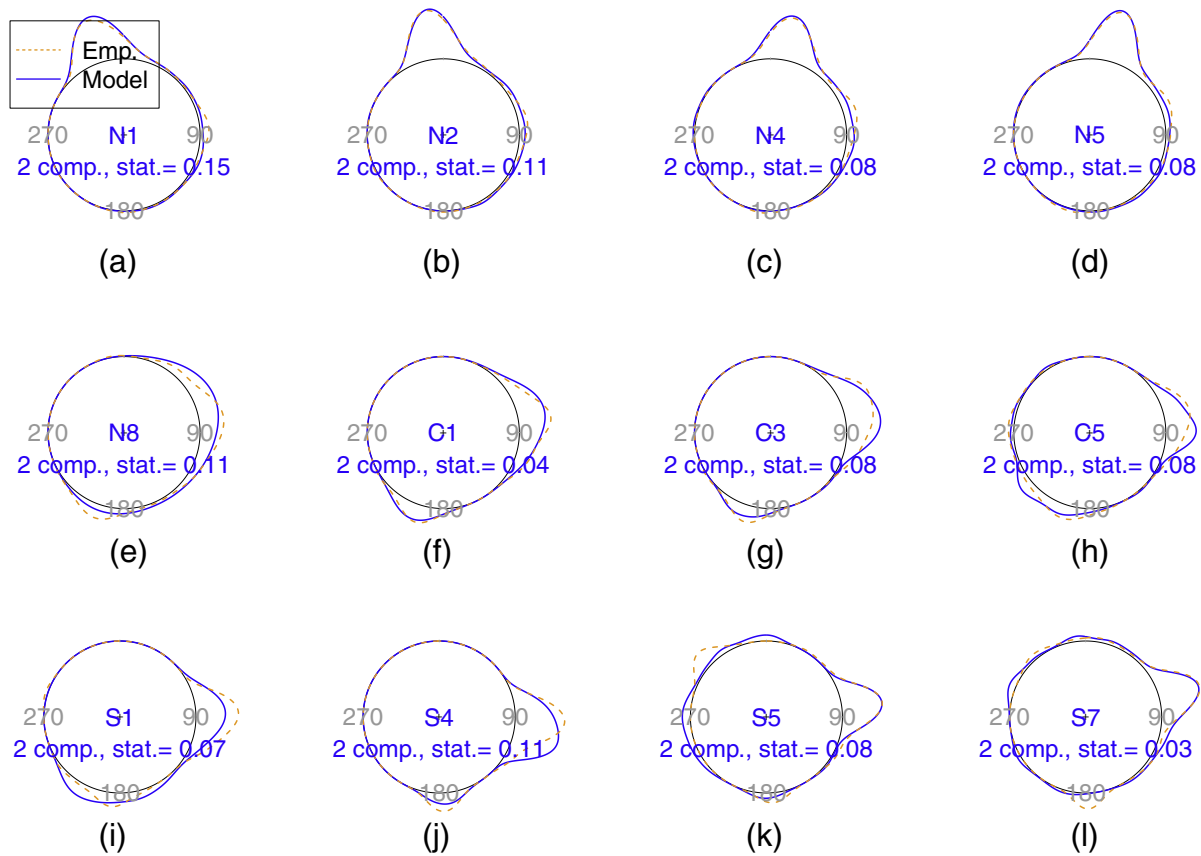 Emp.
Model
270 N1 90
2 comp., stat.= 0.15
180
(a)
270 N2 90
2 comp., stat.= 0.11
180
(b)
270 N4 90
2 comp., stat.= 0.08
180
(c)
270 N5 90
2 comp., stat.= 0.08
180
(d)
270 N8 90
2 comp., stat.= 0.11
180
(e)
270 C1 90
2 comp., stat.= 0.04
180
(f)
270 C3 90
2 comp., stat.= 0.08
180
(g)
270 C5 90
2 comp., stat.= 0.08
180
(h)
270 S1 90
2 comp., stat.= 0.07
180
(i)
270 S4 90
2 comp., stat.= 0.11
180
(j)
270 S5 90
2 comp., stat.= 0.08
180
(k)
270 S7 90
2 comp., stat.= 0.03
180
(l)